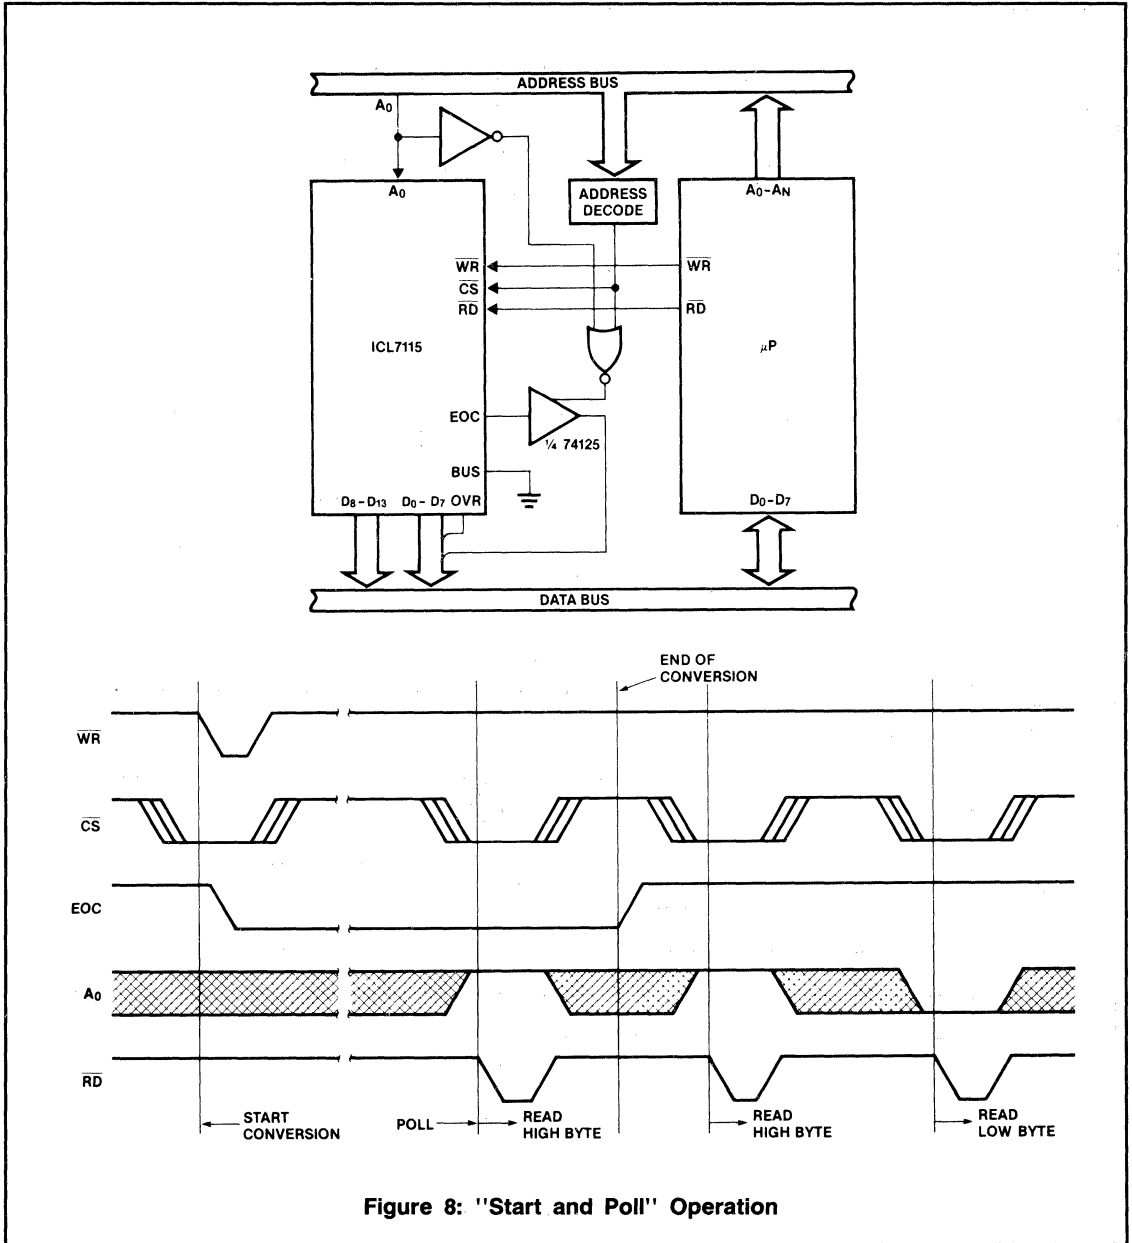 ADDRESS BUS
A0
A0
ADDRESS
DECODE
A0-AN
WR
CS
RD
WR
RD
ICL7115
μP
EOC
¼ 74125
BUS
D8-D13 D0-D7 OVR
D0-D7
DATA BUS
END OF
CONVERSION
WR
CS
EOC
A0
RD
START
CONVERSION
POLL
READ
HIGH BYTE
READ
HIGH BYTE
READ
LOW BYTE
Figure 8: "Start and Poll" Operation